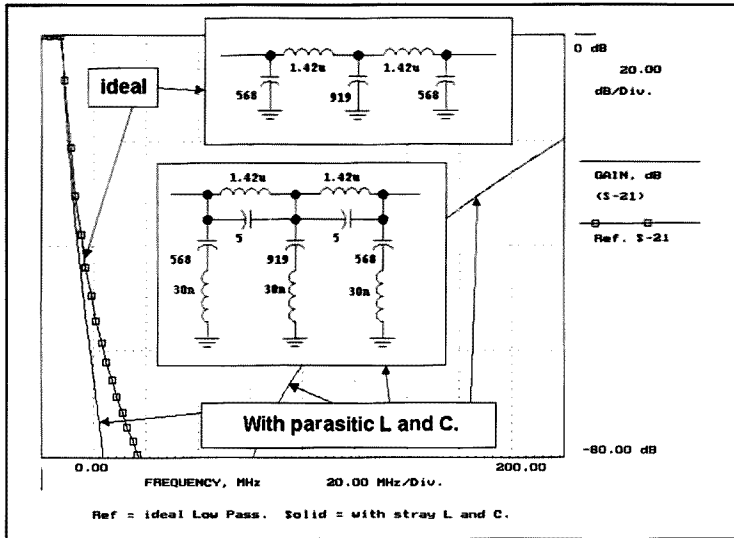 0 dB
20.00
dB/Div.
ideal
1.42u
1.42u
568
919
568
GAIN, dB
(S-21)
Ref. S-21
1.42u
1.42u
5
5
568
919
568
30n
30n
30n
With parasitic L and C.
-80.00 dB
0.00
200.00
FREQUENCY, MHz
20.00 MHz/Div.
Ref = ideal Low Pass. Solid = with stray L and C.